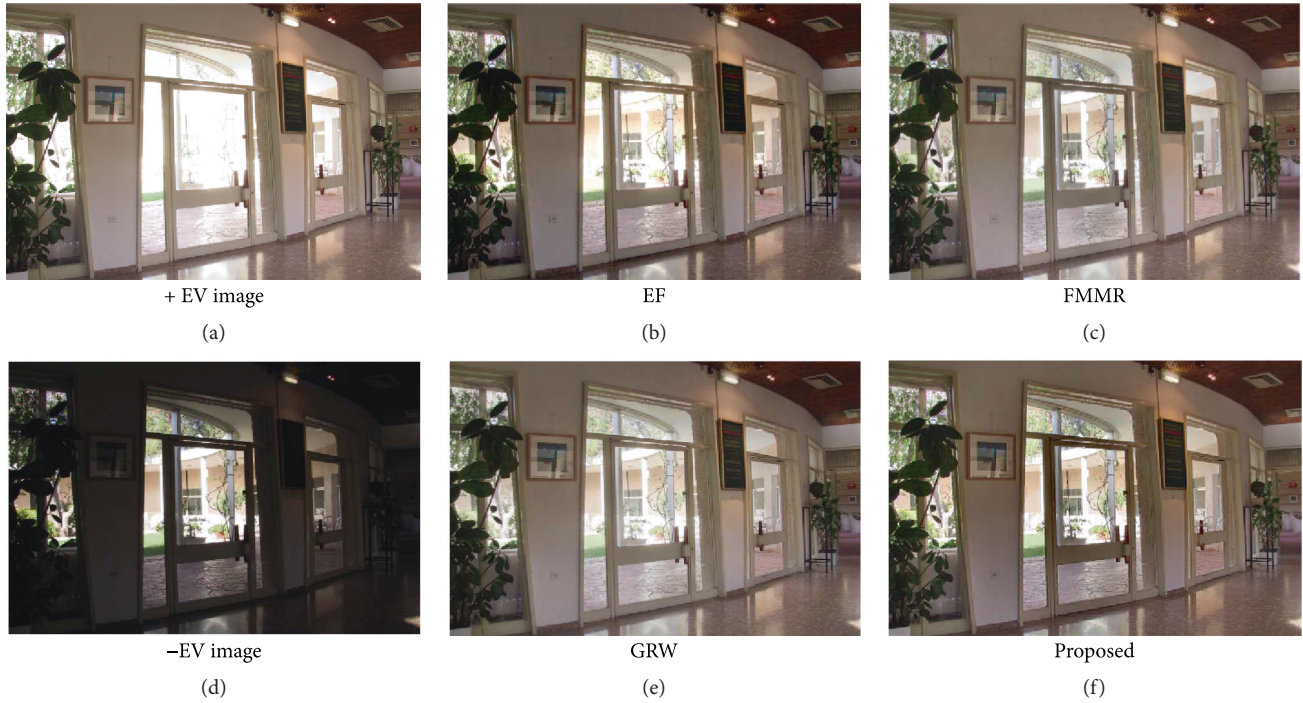 + EV image
EF
FMMR
(a)
(b)
(c)
−EV image
GRW
Proposed
(d)
(e)
(f)